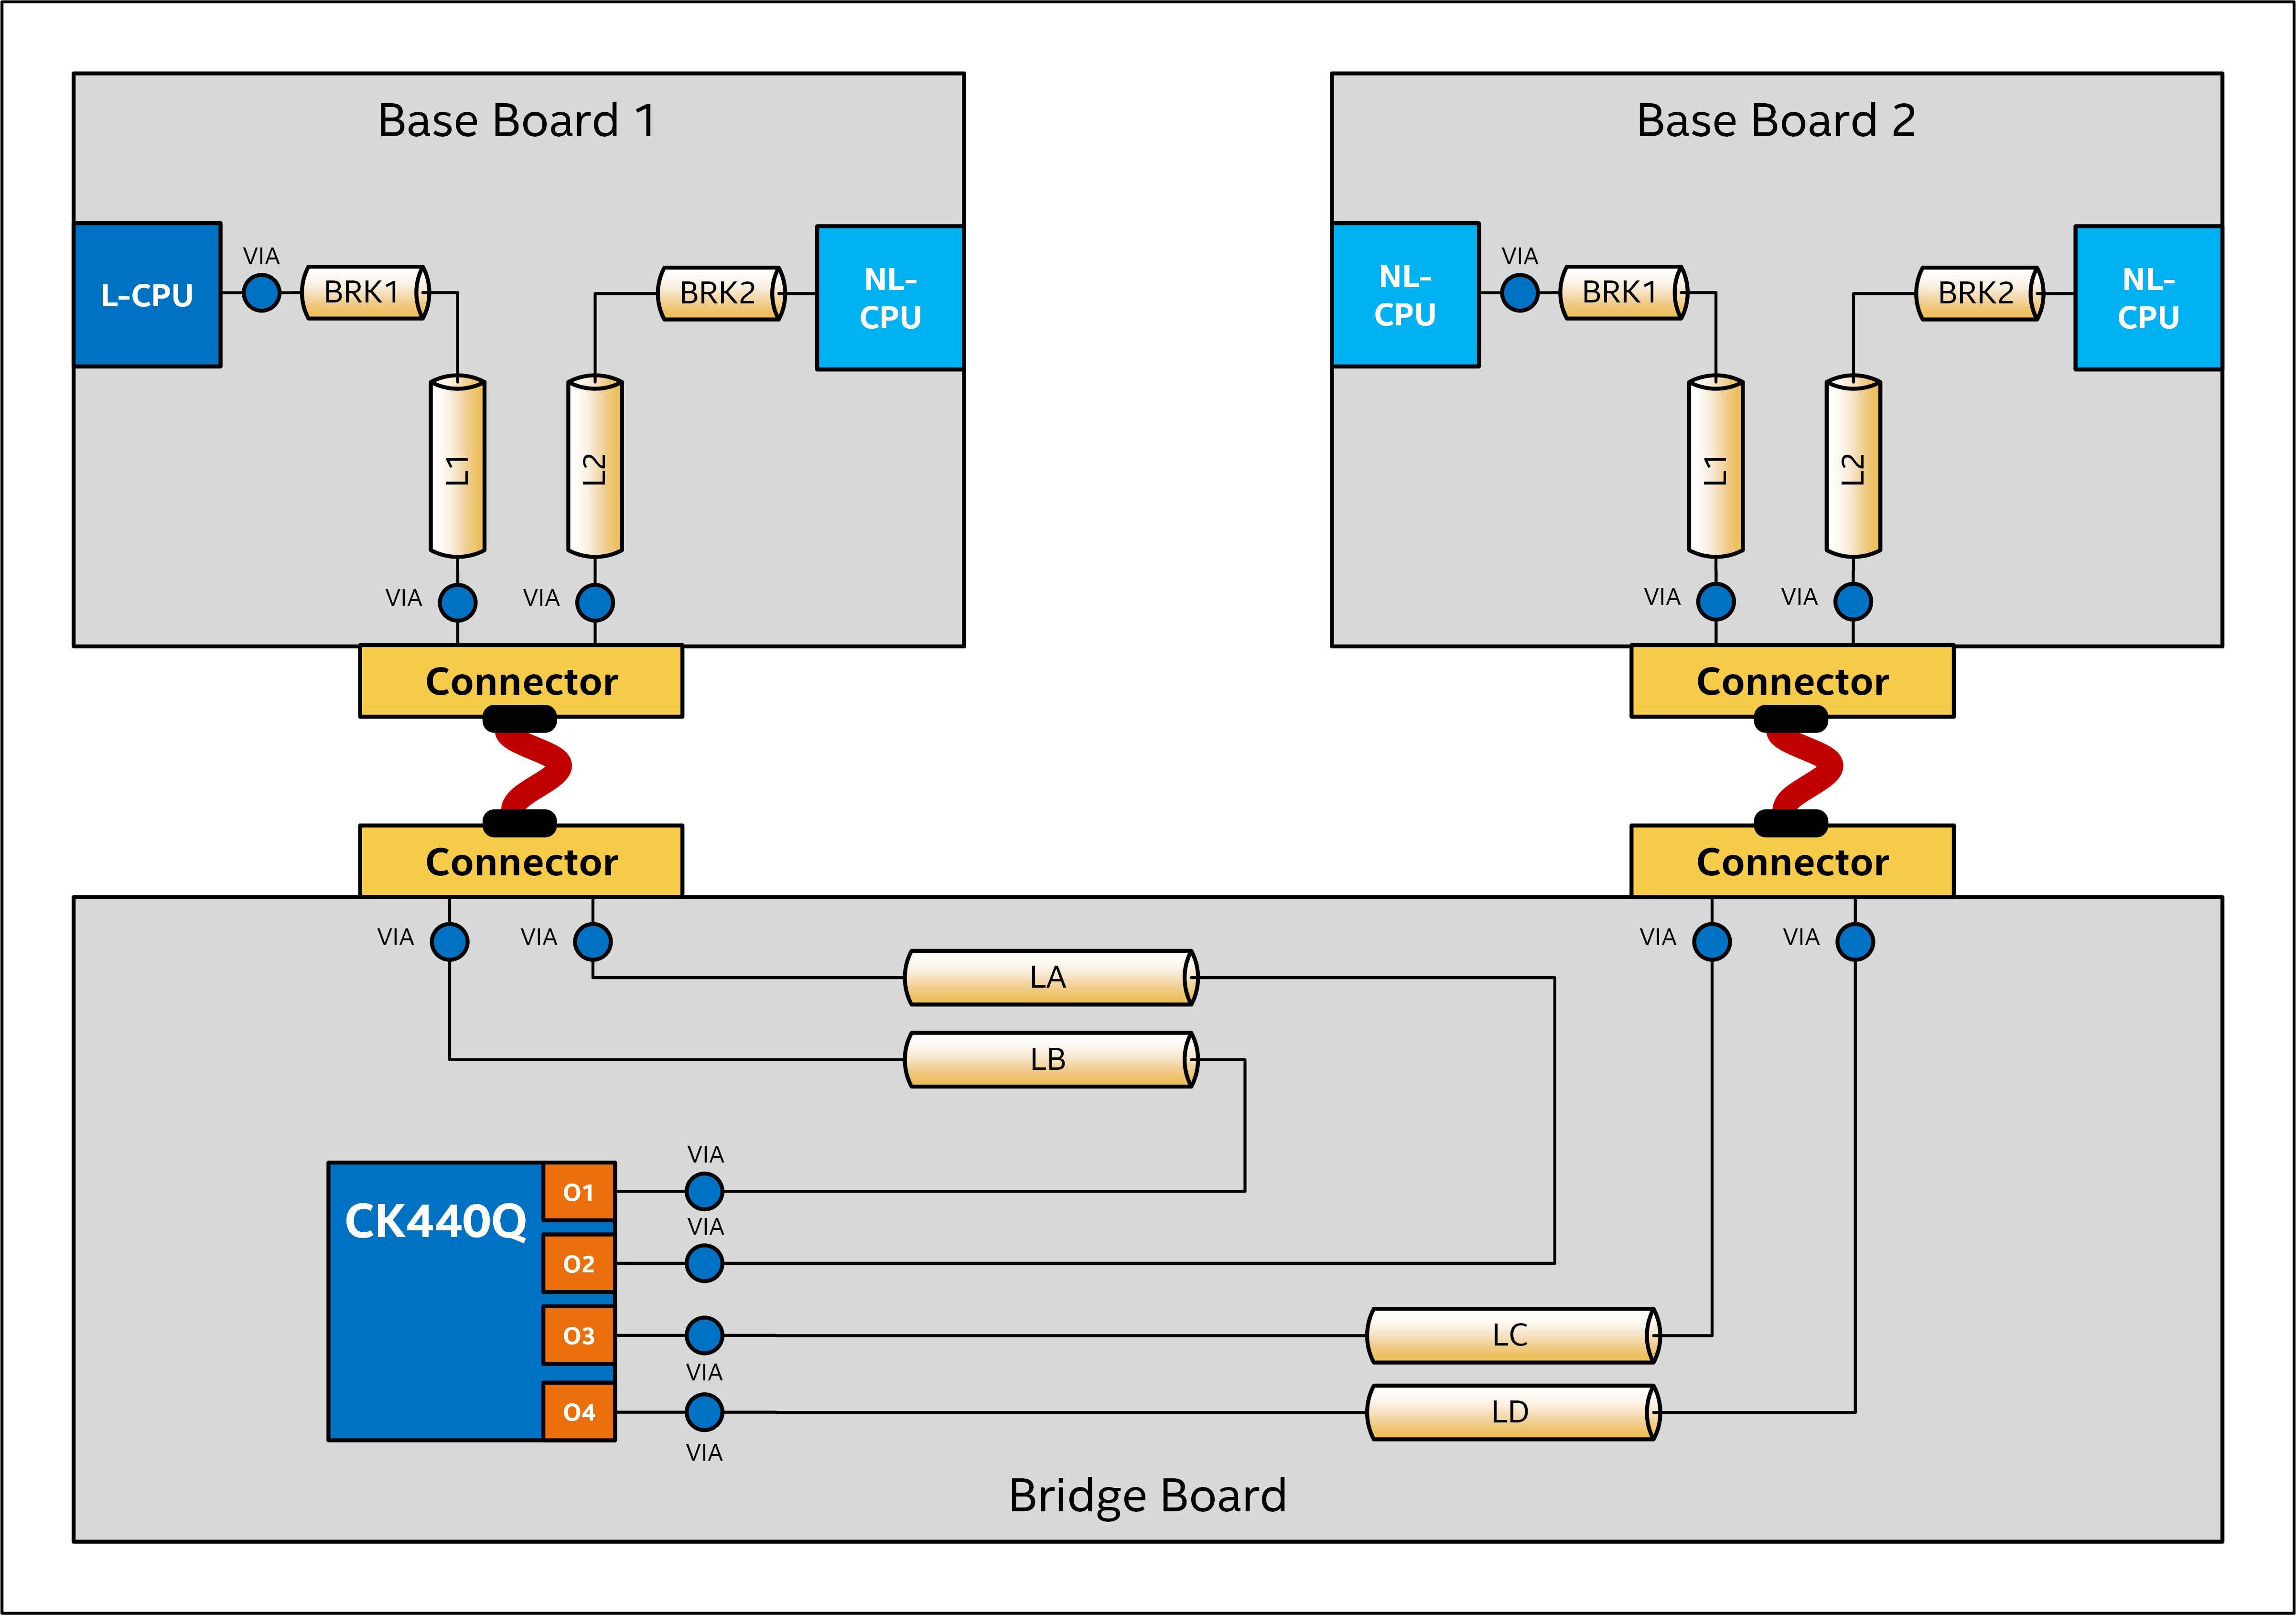 Base Board 1
Base Board 2
L-CPU
VIA
BRK1
BRK2
NL-
CPU
L1
L2
VIA
VIA
NL-
CPU
VIA
BRK1
BRK2
NL-
CPU
L1
L2
VIA
VIA
Connector
Connector
Connector
Connector
VIA
VIA
VIA
VIA
LA
LB
CK440Q
O1
O2
O3
O4
VIA
VIA
VIA
VIA
LC
LD
Bridge Board